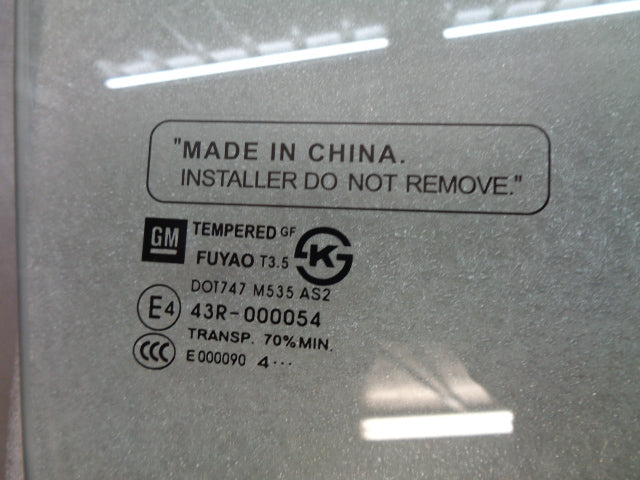 "MADE IN CHINA.
INSTALLER DO NOT REMOVE."
GM TEMPERED GF
FUYAO T3.5 KS
DOT747 M535 AS2
E4 43R-000054
TRANSP. 70% MIN.
CCC E000090 4···